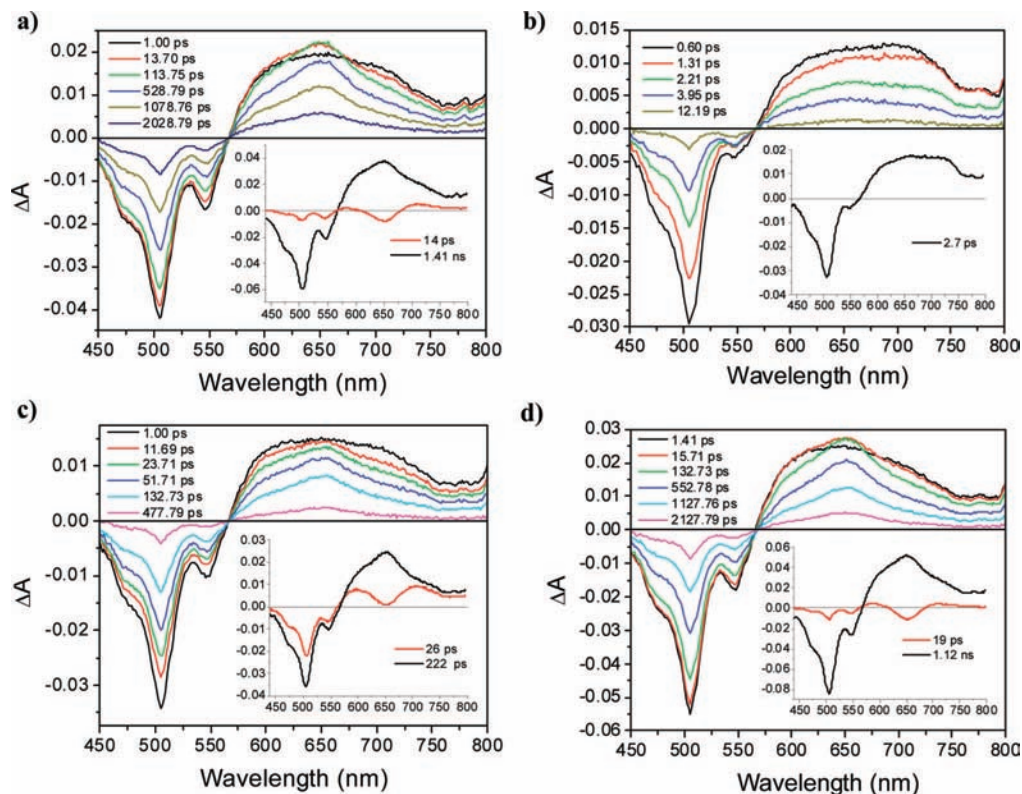 a)
0.02
0.01
0.00
-0.01
-0.02
-0.03
-0.04
ΔA
1.00 ps
13.70 ps
113.75 ps
528.79 ps
1078.76 ps
2028.79 ps
0.04
0.02
0.00
-0.02
-0.04
-0.06
14 ps
1.41 ns
450 500 550 600 650 700 750 800
450 500 550 600 650 700 750 800
Wavelength (nm)
b)
0.015
0.010
0.005
0.000
-0.005
-0.010
-0.015
-0.020
-0.025
-0.030
ΔA
0.60 ps
1.31 ps
2.21 ps
3.95 ps
12.19 ps
0.02
0.01
0.00
-0.01
-0.02
-0.03
-0.04
2.7 ps
450 500 550 600 650 700 750 800
450 500 550 600 650 700 750 800
Wavelength (nm)
c)
0.01
0.00
-0.01
-0.02
-0.03
ΔA
1.00 ps
11.69 ps
23.71 ps
51.71 ps
132.73 ps
477.79 ps
0.03
0.02
0.01
0.00
-0.01
-0.02
-0.03
-0.04
26 ps
222 ps
450 500 550 600 650 700 750 800
450 500 550 600 650 700 750 800
Wavelength (nm)
d)
0.03
0.02
0.01
0.00
-0.01
-0.02
-0.03
-0.04
-0.05
-0.06
ΔA
1.41 ps
15.71 ps
132.73 ps
552.78 ps
1127.76 ps
2127.79 ps
0.06
0.04
0.02
0.00
-0.02
-0.04
-0.06
-0.08
19 ps
1.12 ns
450 500 550 600 650 700 750 800
450 500 550 600 650 700 750 800
Wavelength (nm)